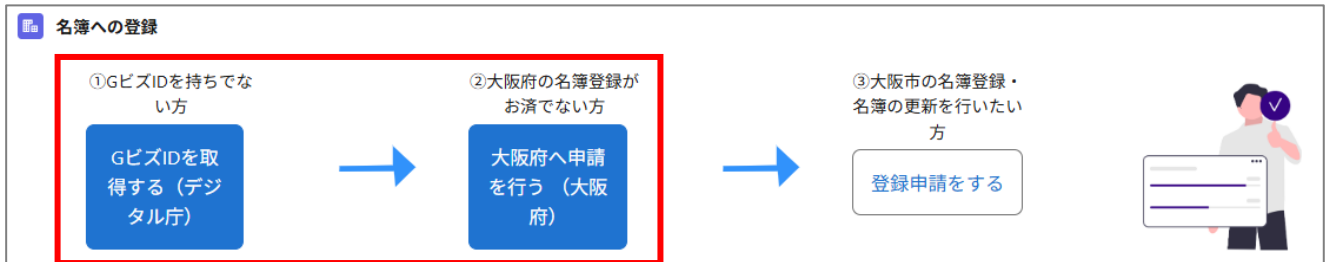 名簿への登録
①GビズIDを持ちでな
い方
GビズIDを取
得する（デジ
タル庁）
②大阪府の名簿登録が
お済でない方
大阪府へ申請
を行う （大阪
府）
③大阪市の名簿登録・
名簿の更新を行いたい
方
登録申請をする